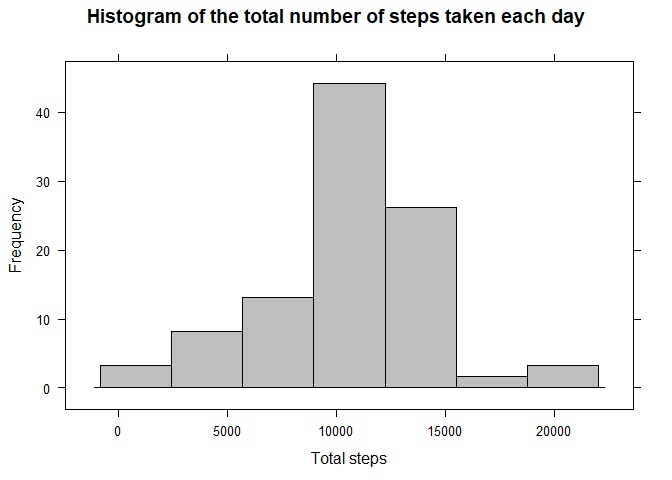 Histogram of the total number of steps taken each day
Frequency
40
30
20
10
0
0 5000 10000 15000 20000
Total steps